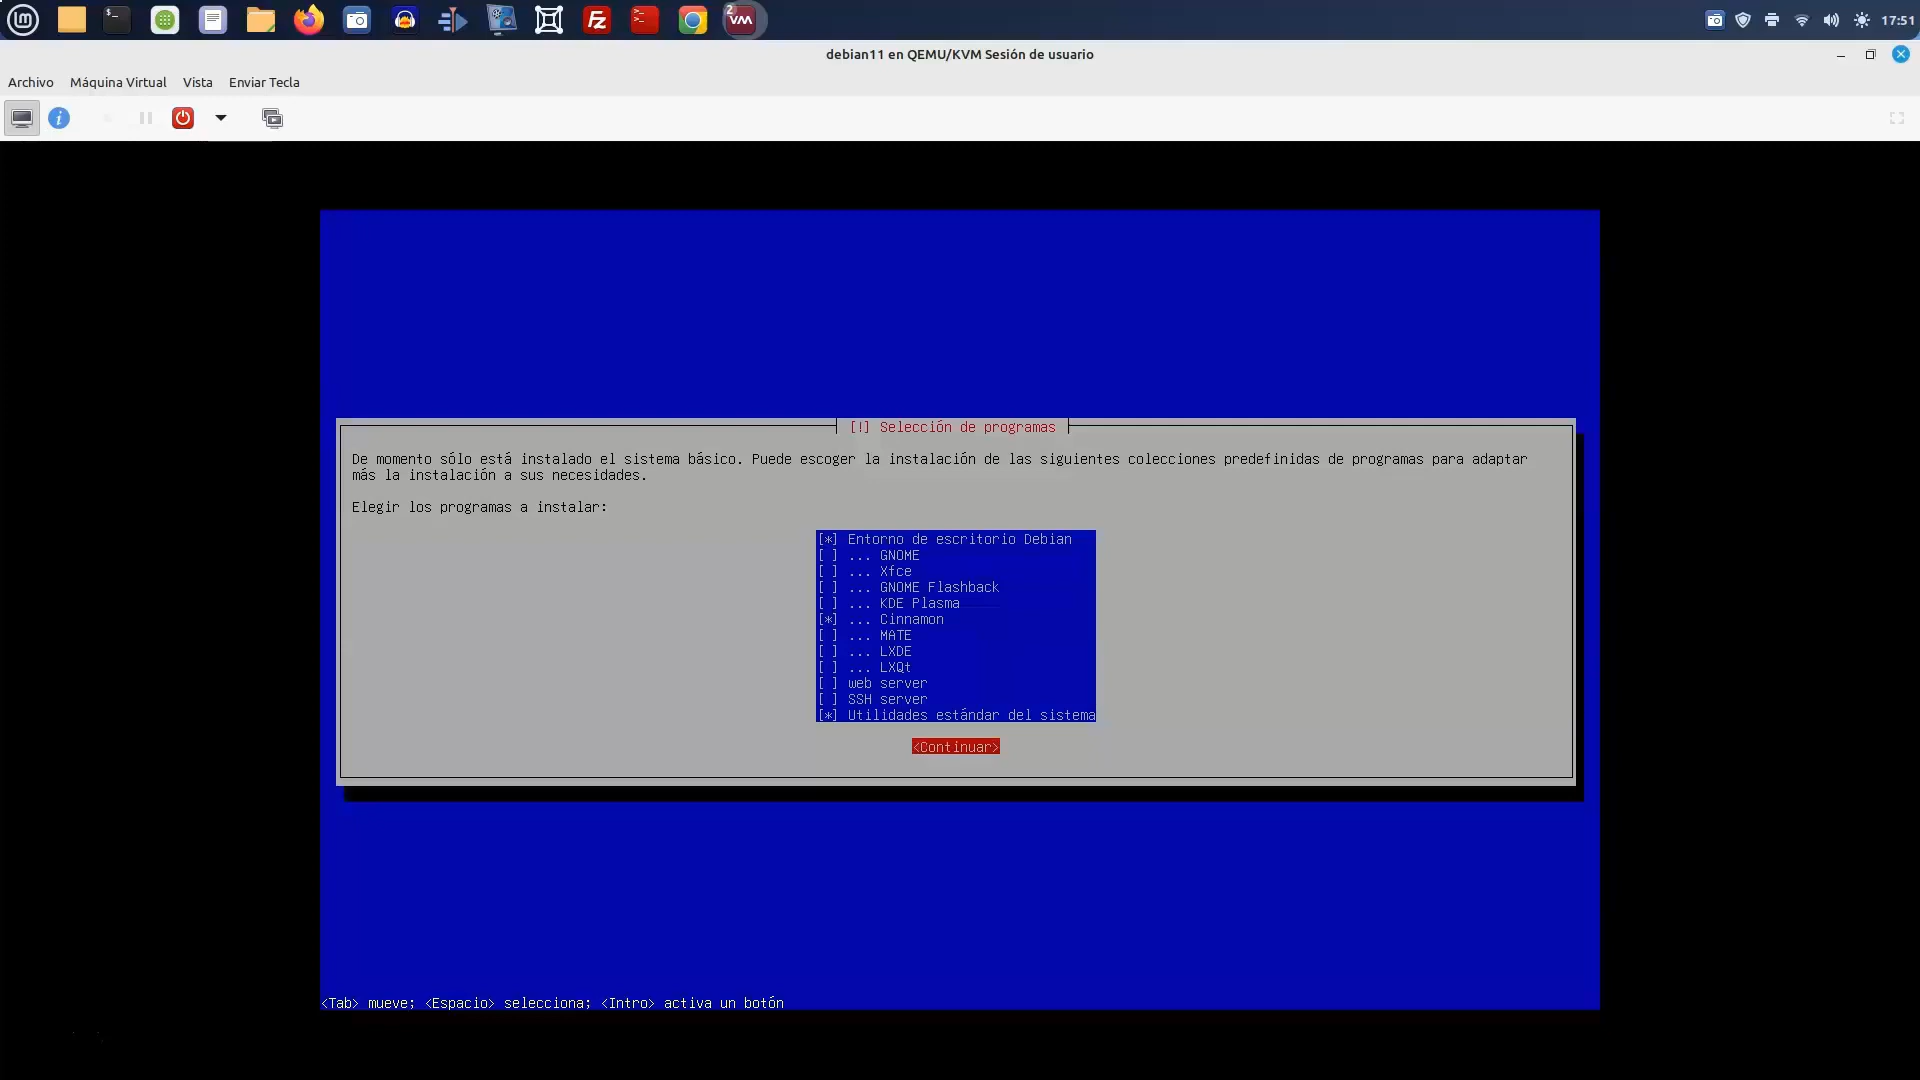 2
17:51
debian11 en QEMU/KVM Sesión de usuario
Archivo Máquina Virtual Vista Enviar Tecla
[!] Selección de programas
De momento sólo está instalado el sistema básico. Puede escoger la instalación de las siguientes colecciones predefinidas de programas para adaptar
más la instalación a sus necesidades.
Elegir los programas a instalar:
[*] Entorno de escritorio Debian
[ ] ... GNOME
[ ] ... Xfce
[ ] ... GNOME Flashback
[ ] ... KDE Plasma
[*] ... Cinnamon
[ ] ... MATE
[ ] ... LXDE
[ ] ... LXQt
[ ] web server
[ ] SSH server
[*] Utilidades estándar del sistema
<Continuar>
<Tab> mueve; <Espacio> selecciona; <Intro> activa un botón